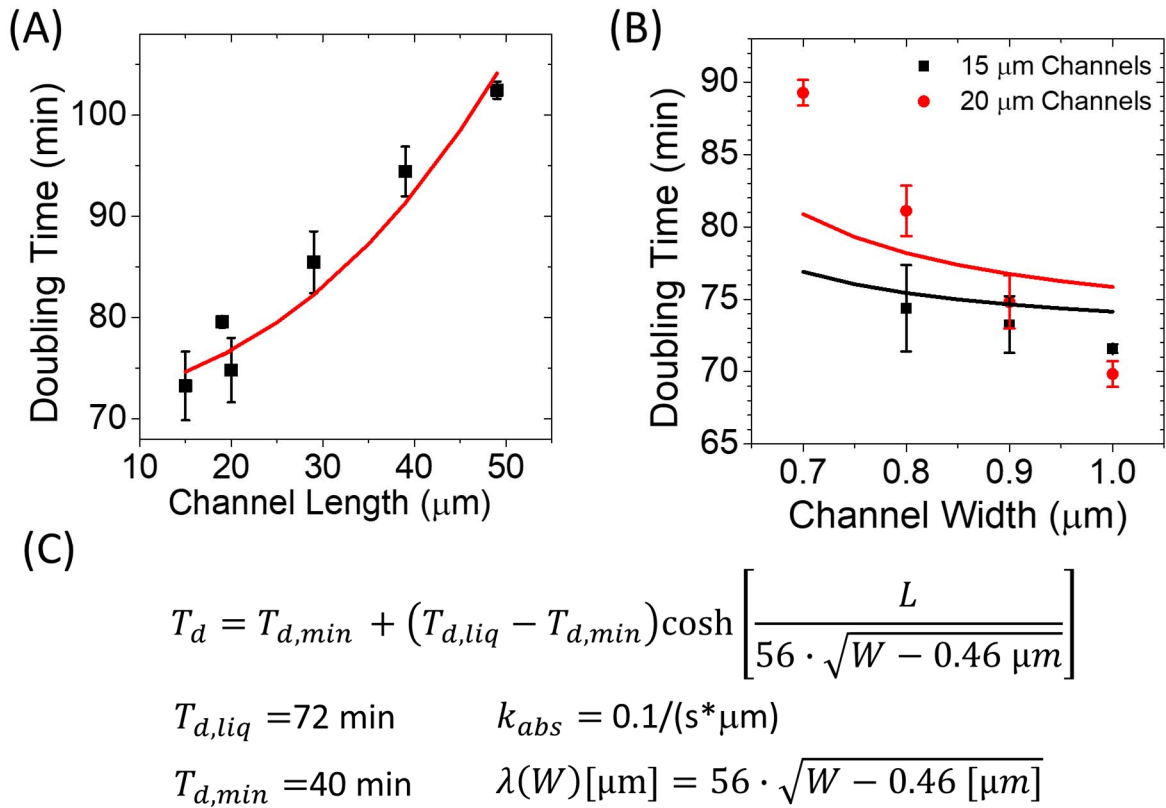 (A)
Doubling Time (min)
100
90
80
70
10 20 30 40 50
Channel Length (μm)
(B)
Doubling Time (min)
90
85
80
75
70
65
15 μm Channels
20 μm Channels
0.7 0.8 0.9 1.0
Channel Width (μm)
(C)
T_d = T_{d,min} + (T_{d,liq} − T_{d,min})cosh[L / (56 · √(W − 0.46 μm))]
T_{d,liq} =72 min k_{abs} = 0.1/(s*μm)
T_{d,min} =40 min λ(W)[μm] = 56 · √(W − 0.46 [μm])